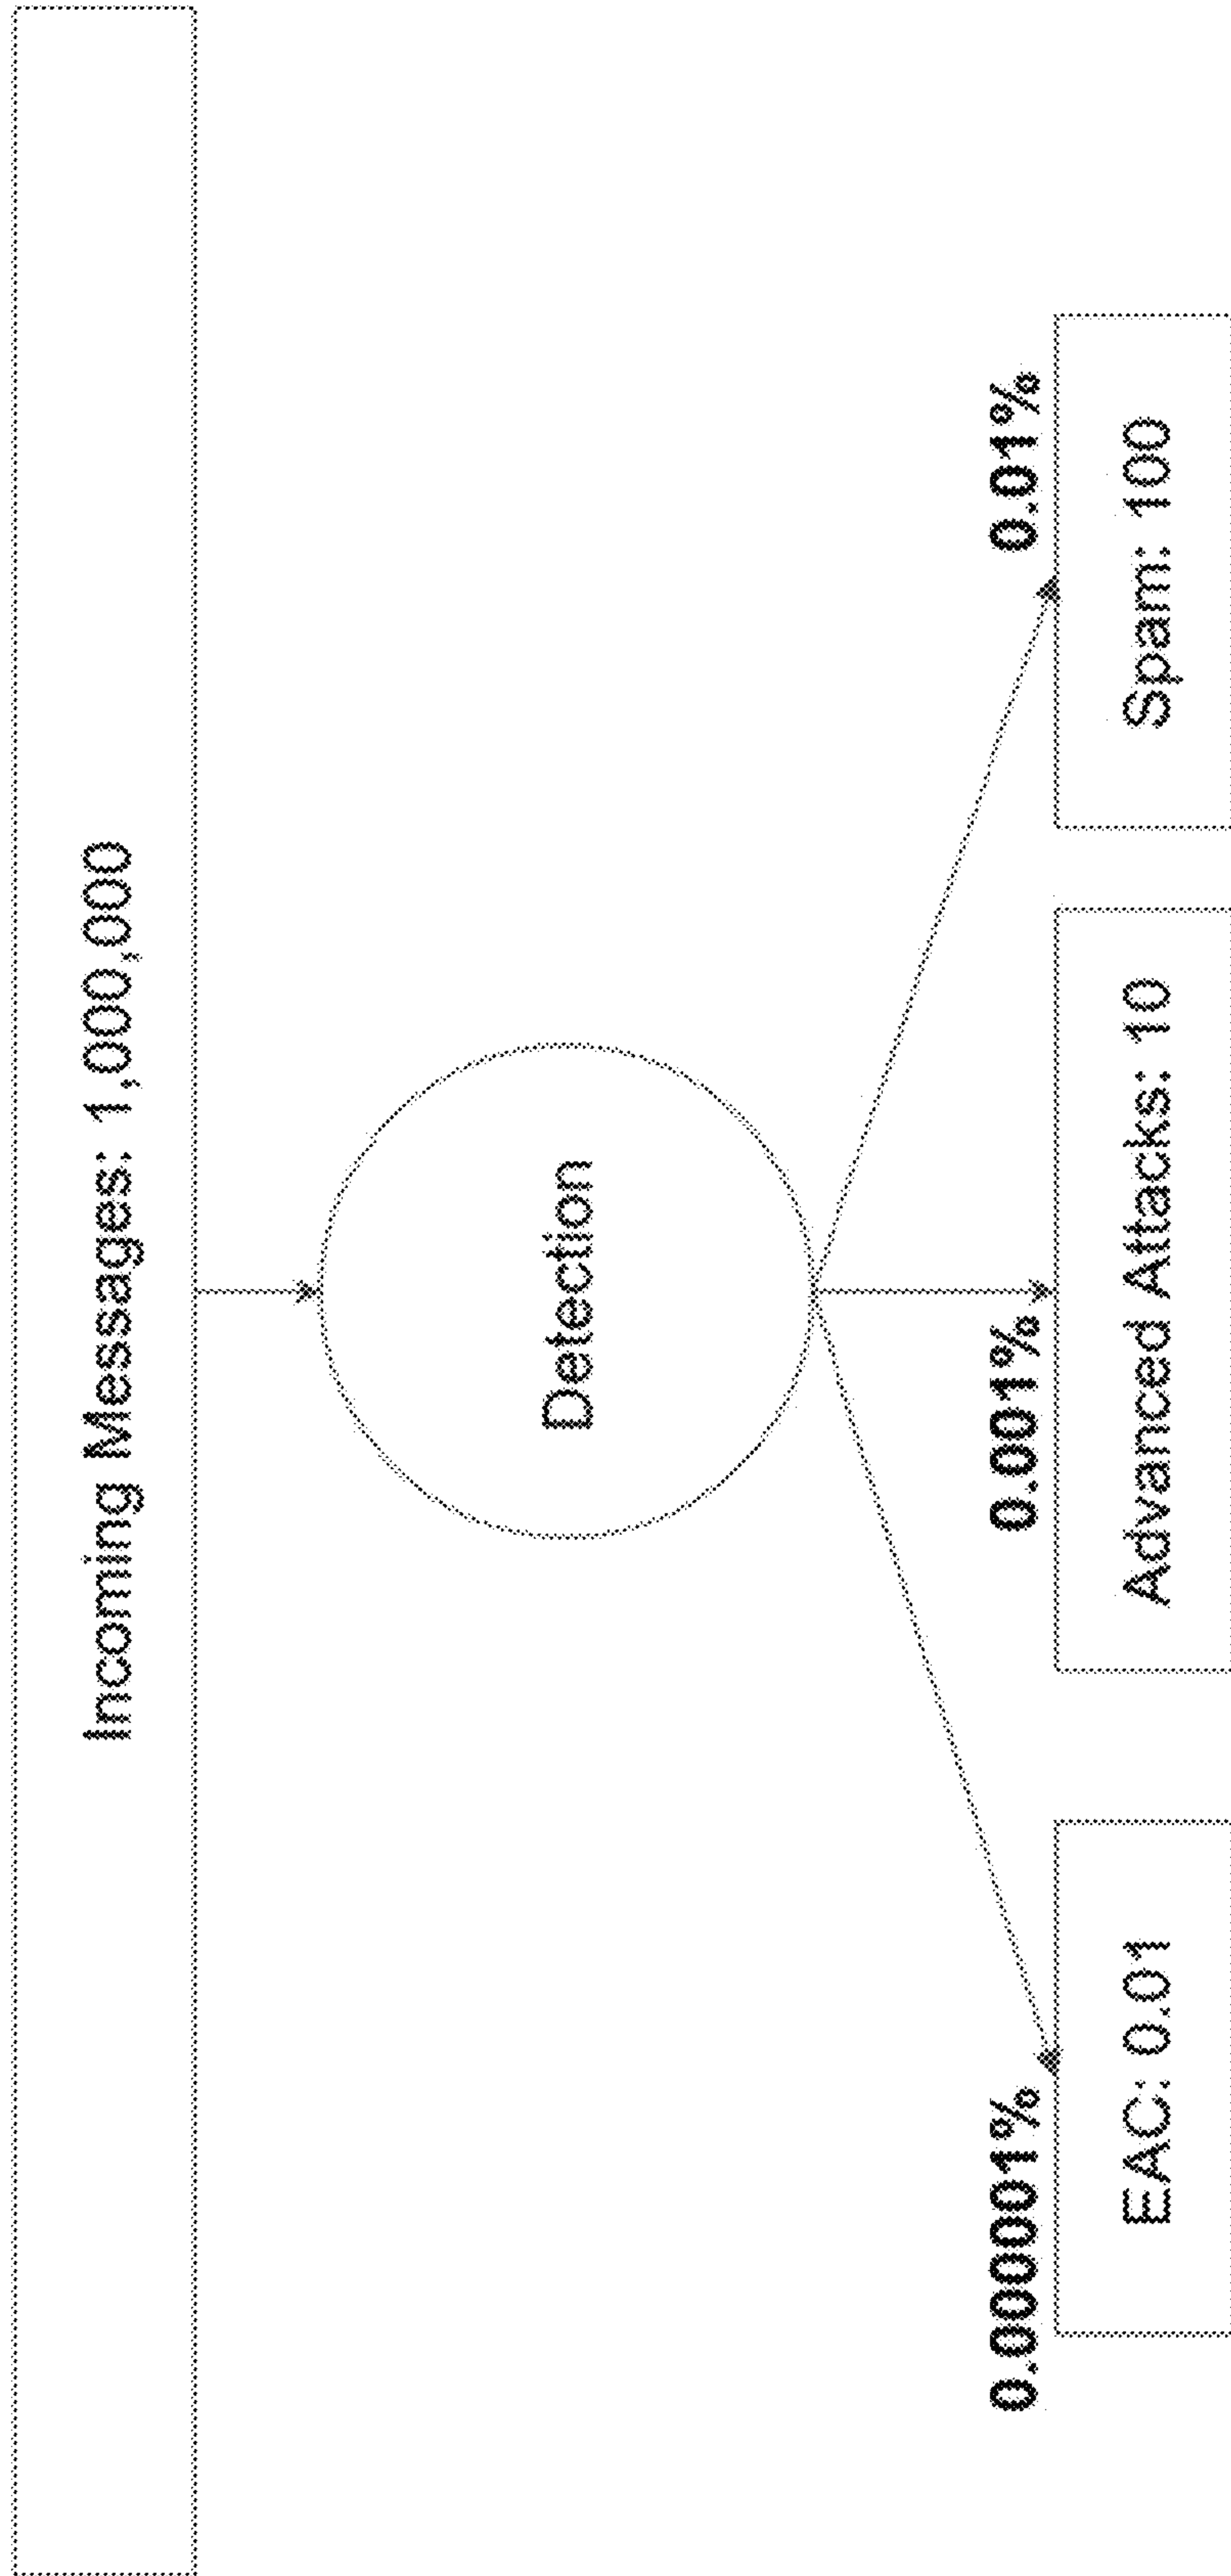 Incoming Messages: 1,000,000
Detection
0.000001%
0.001%
0.01%
EAC: 0.01
Advanced Attacks: 10
Spam: 100